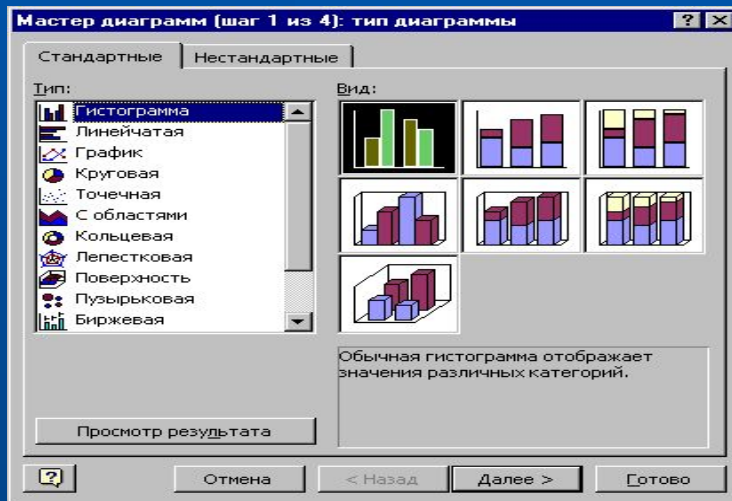 Мастер диаграмм (шаг 1 из 4): тип диаграммы
Стандартные
Нестандартные
Тип:
Гистограмма
Линейчатая
График
Круговая
Точечная
С областями
Кольцевая
Лепестковая
Поверхность
Пузырьковая
Биржевая
Вид:
Обычная гистограмма отображает
значения различных категорий.
Просмотр результата
Отмена
< Назад
Далее >
Готово